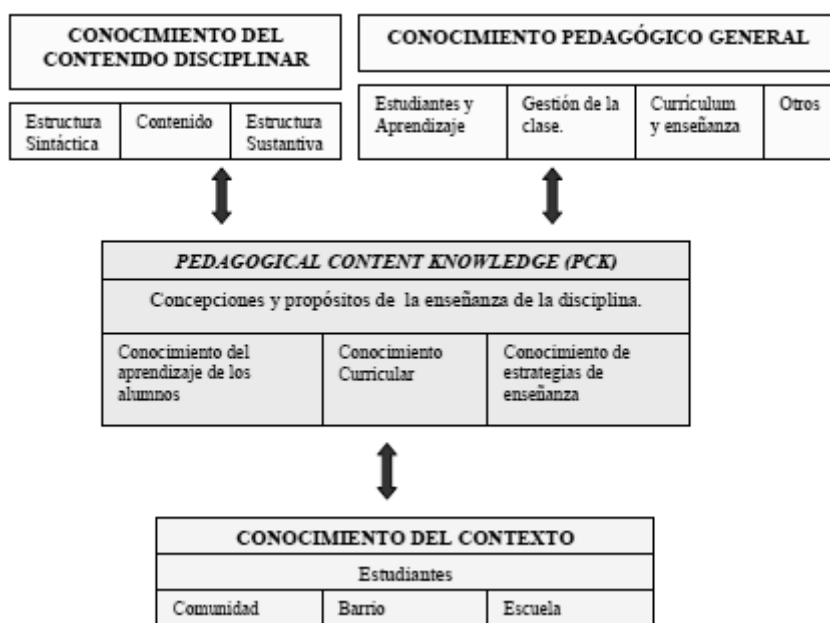 CONOCIMIENTO DEL
CONTENIDO DISCIPLINAR
Estructura
Sintáctica
Contenido
Estructura
Sustantiva
CONOCIMIENTO PEDAGÓGICO GENERAL
Estudiantes y
Aprendizaje
Gestión de la
clase.
Currículum
y enseñanza
Otros
PEDAGOGICAL CONTENT KNOWLEDGE (PCK)
Concepciones y propósitos de la enseñanza de la disciplina.
Conocimiento del
aprendizaje de los
alumnos
Conocimiento
Curricular
Conocimiento de
estrategias de
enseñanza
CONOCIMIENTO DEL CONTEXTO
Estudiantes
Comunidad
Barrio
Escuela